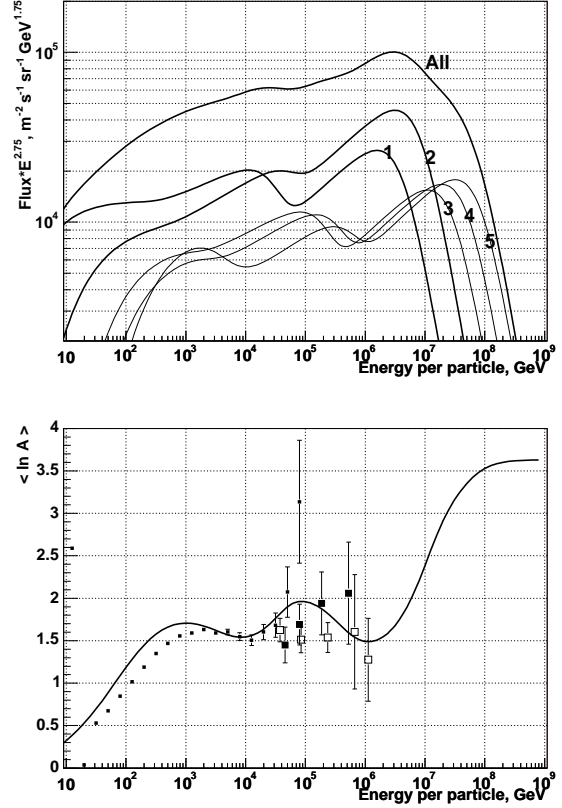 Flux*E^2.75, m^-2 s^-1 sr^-1 GeV^1.75
10^5
10^4
All
1
2
3
4
5
10 10^2 10^3 10^4 10^5 10^6 10^7 10^8 10^9
Energy per particle, GeV
< ln A >
4
3.5
3
2.5
2
1.5
1
0.5
0
10 10^2 10^3 10^4 10^5 10^6 10^7 10^8 10^9
Energy per particle, GeV